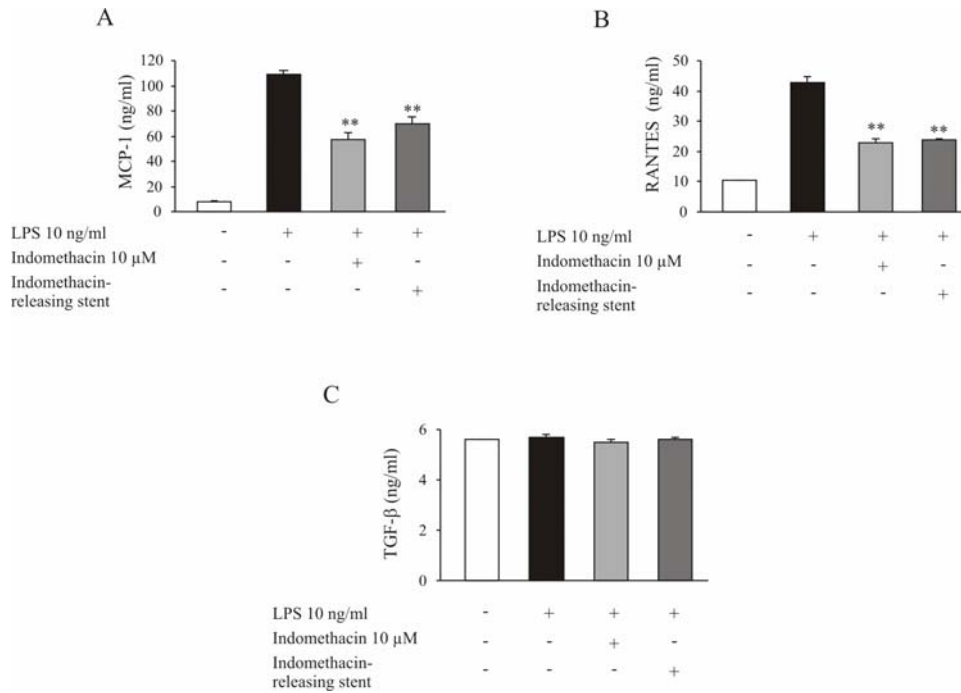 A
MCP-1 (ng/ml)
120
100
80
60
40
20
0
**
**
LPS 10 ng/ml - + + +
Indomethacin 10 µM - - + -
Indomethacin-
releasing stent - - - +
B
RANTES (ng/ml)
50
40
30
20
10
0
**
**
LPS 10 ng/ml - + + +
Indomethacin 10 µM - - + -
Indomethacin-
releasing stent - - - +
C
TGF-β (ng/ml)
6
4
2
0
LPS 10 ng/ml - + + +
Indomethacin 10 µM - - + -
Indomethacin-
releasing stent - - - +